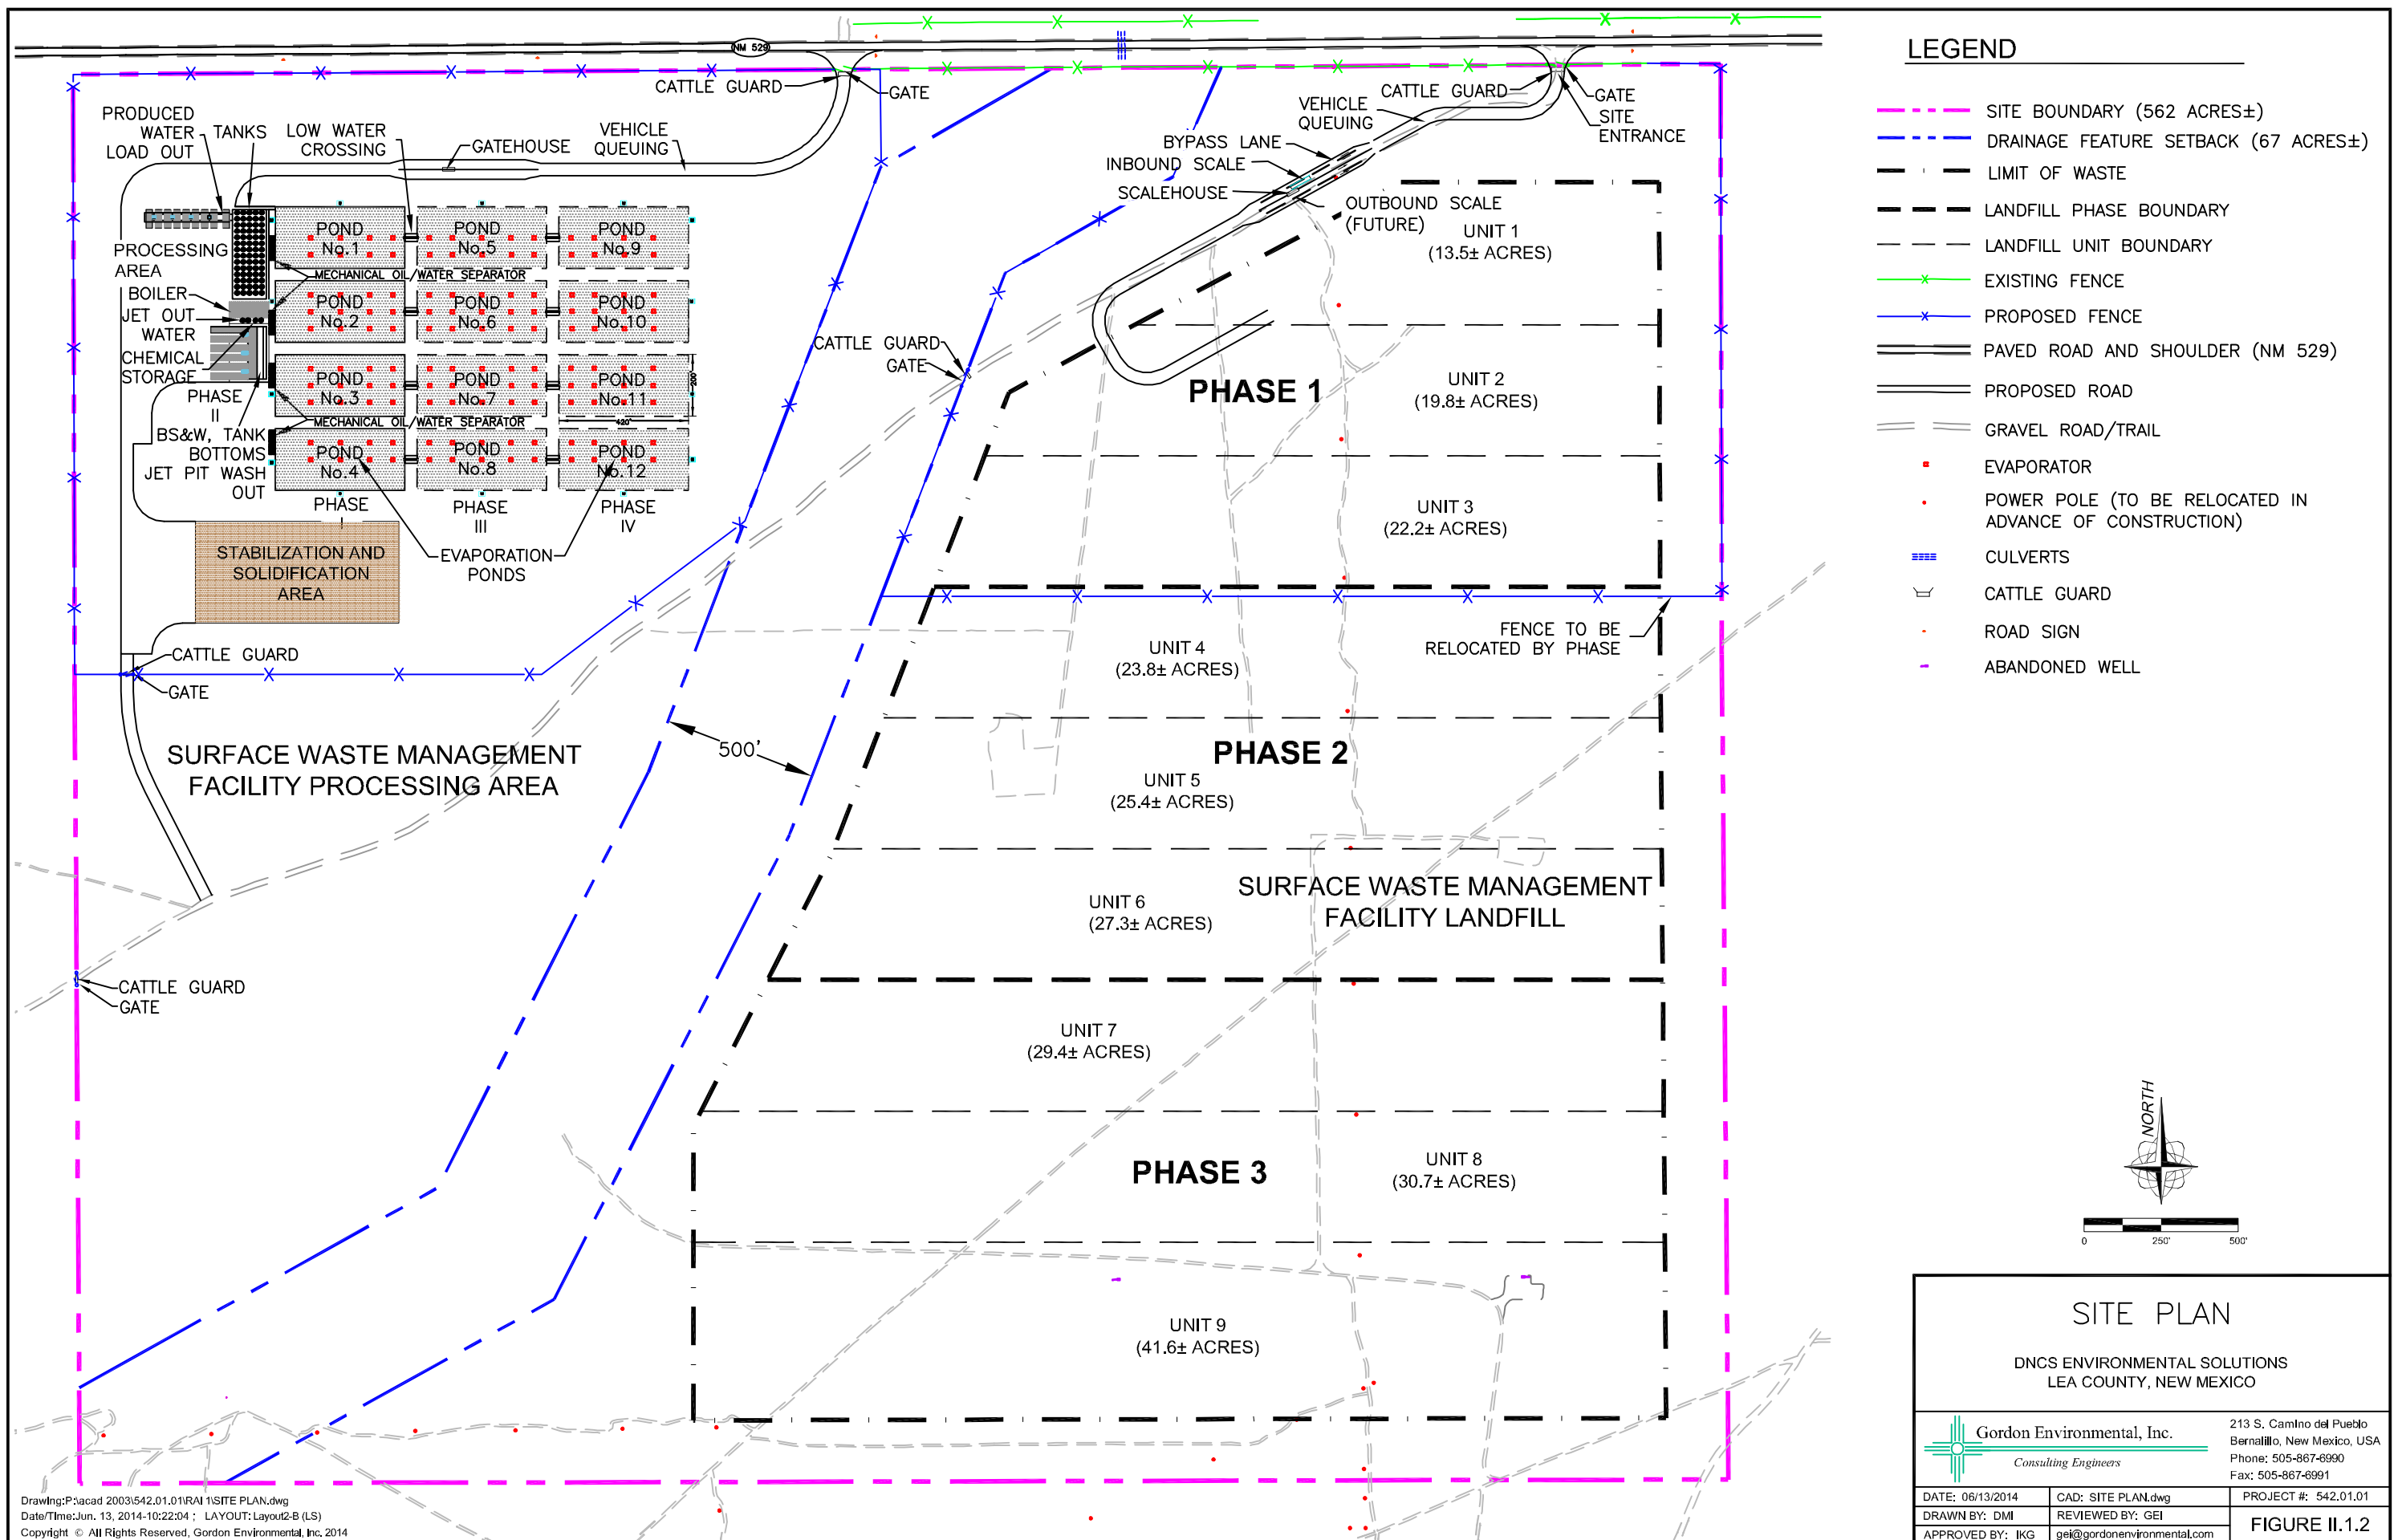 NM 529
CATTLE GUARD
GATE
CATTLE GUARD
GATE
SITE
ENTRANCE
VEHICLE
QUEUING
BYPASS LANE
INBOUND SCALE
SCALEHOUSE
OUTBOUND SCALE
(FUTURE)
PRODUCED
WATER
LOAD OUT
TANKS
LOW WATER
CROSSING
GATEHOUSE
VEHICLE
QUEUING
PROCESSING
AREA
BOILER
JET OUT
WATER
CHEMICAL
STORAGE
PHASE
II
BS&W, TANK
BOTTOMS
JET PIT WASH
OUT
POND
No.1
POND
No.5
POND
No.9
MECHANICAL OIL/WATER SEPARATOR
POND
No.2
POND
No.6
POND
No.10
POND
No.3
POND
No.7
POND
No.11
200'
MECHANICAL OIL/WATER SEPARATOR
420'
POND
No.4
POND
No.8
POND
No.12
PHASE
I
PHASE
III
PHASE
IV
EVAPORATION
PONDS
STABILIZATION AND
SOLIDIFICATION
AREA
CATTLE GUARD
GATE
CATTLE GUARD
GATE
SURFACE WASTE MANAGEMENT
FACILITY PROCESSING AREA
500'
CATTLE GUARD
GATE
UNIT 1
(13.5± ACRES)
PHASE 1
UNIT 2
(19.8± ACRES)
UNIT 3
(22.2± ACRES)
FENCE TO BE
RELOCATED BY PHASE
UNIT 4
(23.8± ACRES)
PHASE 2
UNIT 5
(25.4± ACRES)
SURFACE WASTE MANAGEMENT
FACILITY LANDFILL
UNIT 6
(27.3± ACRES)
UNIT 7
(29.4± ACRES)
PHASE 3
UNIT 8
(30.7± ACRES)
UNIT 9
(41.6± ACRES)
LEGEND
SITE BOUNDARY (562 ACRES±)
DRAINAGE FEATURE SETBACK (67 ACRES±)
LIMIT OF WASTE
LANDFILL PHASE BOUNDARY
LANDFILL UNIT BOUNDARY
EXISTING FENCE
PROPOSED FENCE
PAVED ROAD AND SHOULDER (NM 529)
PROPOSED ROAD
GRAVEL ROAD/TRAIL
EVAPORATOR
POWER POLE (TO BE RELOCATED IN
ADVANCE OF CONSTRUCTION)
CULVERTS
CATTLE GUARD
ROAD SIGN
ABANDONED WELL
NORTH
0 250' 500'
SITE PLAN
DNCS ENVIRONMENTAL SOLUTIONS
LEA COUNTY, NEW MEXICO
Gordon Environmental, Inc.
Consulting Engineers
213 S. Camino del Pueblo
Bernalillo, New Mexico, USA
Phone: 505-867-6990
Fax: 505-867-6991
DATE: 06/13/2014
CAD: SITE PLAN.dwg
PROJECT #: 542.01.01
DRAWN BY: DMI
REVIEWED BY: GEI
FIGURE II.1.2
APPROVED BY: IKG
gei@gordonenvironmental.com
Drawing:P:\acad 2003\542.01.01\RAI 1\SITE PLAN.dwg
Date/Time:Jun. 13, 2014-10:22:04 ; LAYOUT: Layout2-B (LS)
Copyright © All Rights Reserved, Gordon Environmental, Inc. 2014